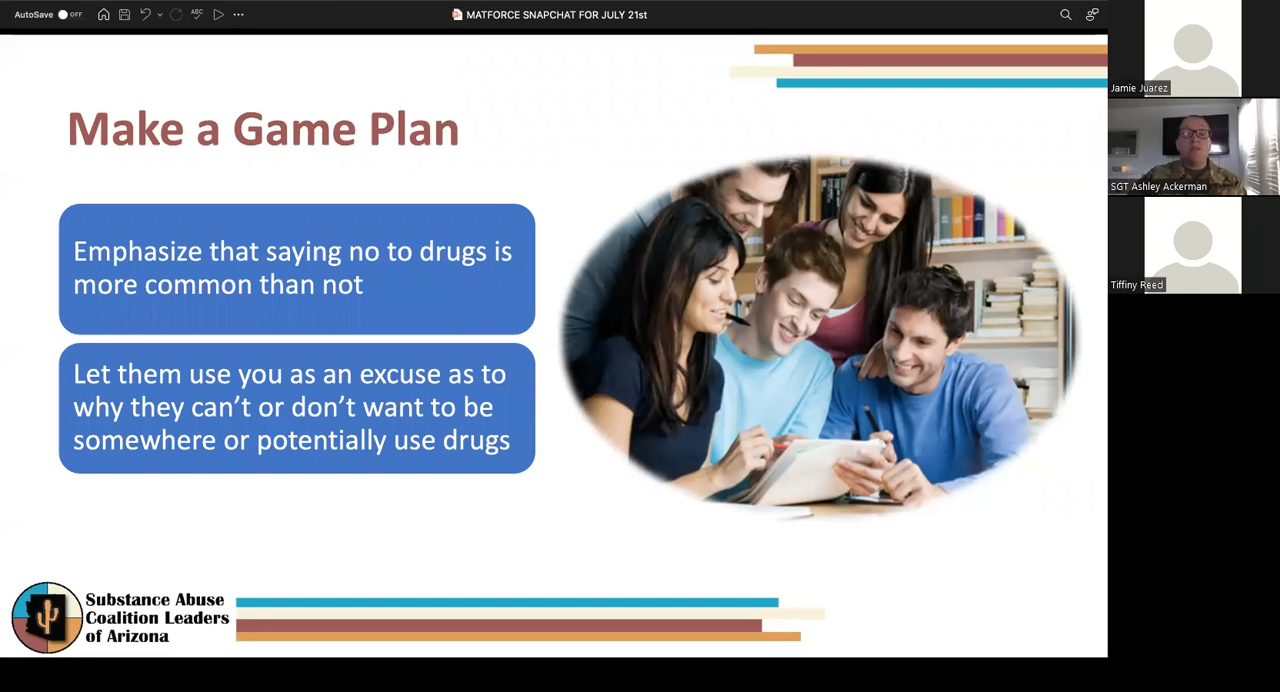 AutoSave OFF
ABC
MATFORCE SNAPCHAT FOR JULY 21st
Make a Game Plan
Emphasize that saying no to drugs is
more common than not
Let them use you as an excuse as to
why they can’t or don’t want to be
somewhere or potentially use drugs
Substance Abuse
Coalition Leaders
of Arizona
Jamie Juarez
SGT Ashley Ackerman
Tiffiny Reed